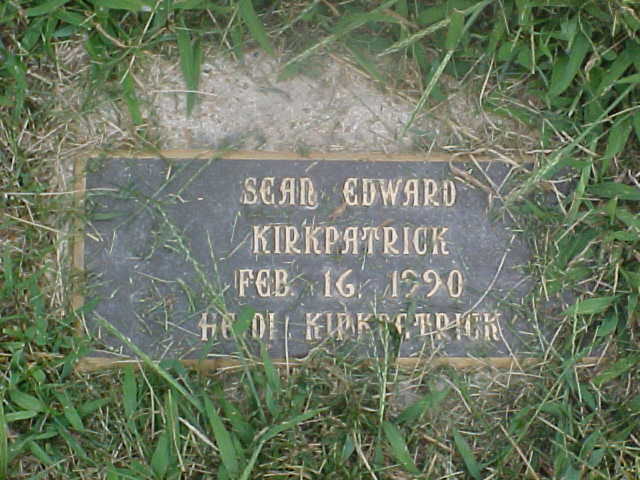 SEAN EDWARD
KIRKPATRICK
FEB. 16, 1990
HEIDI KIRKPATRICK